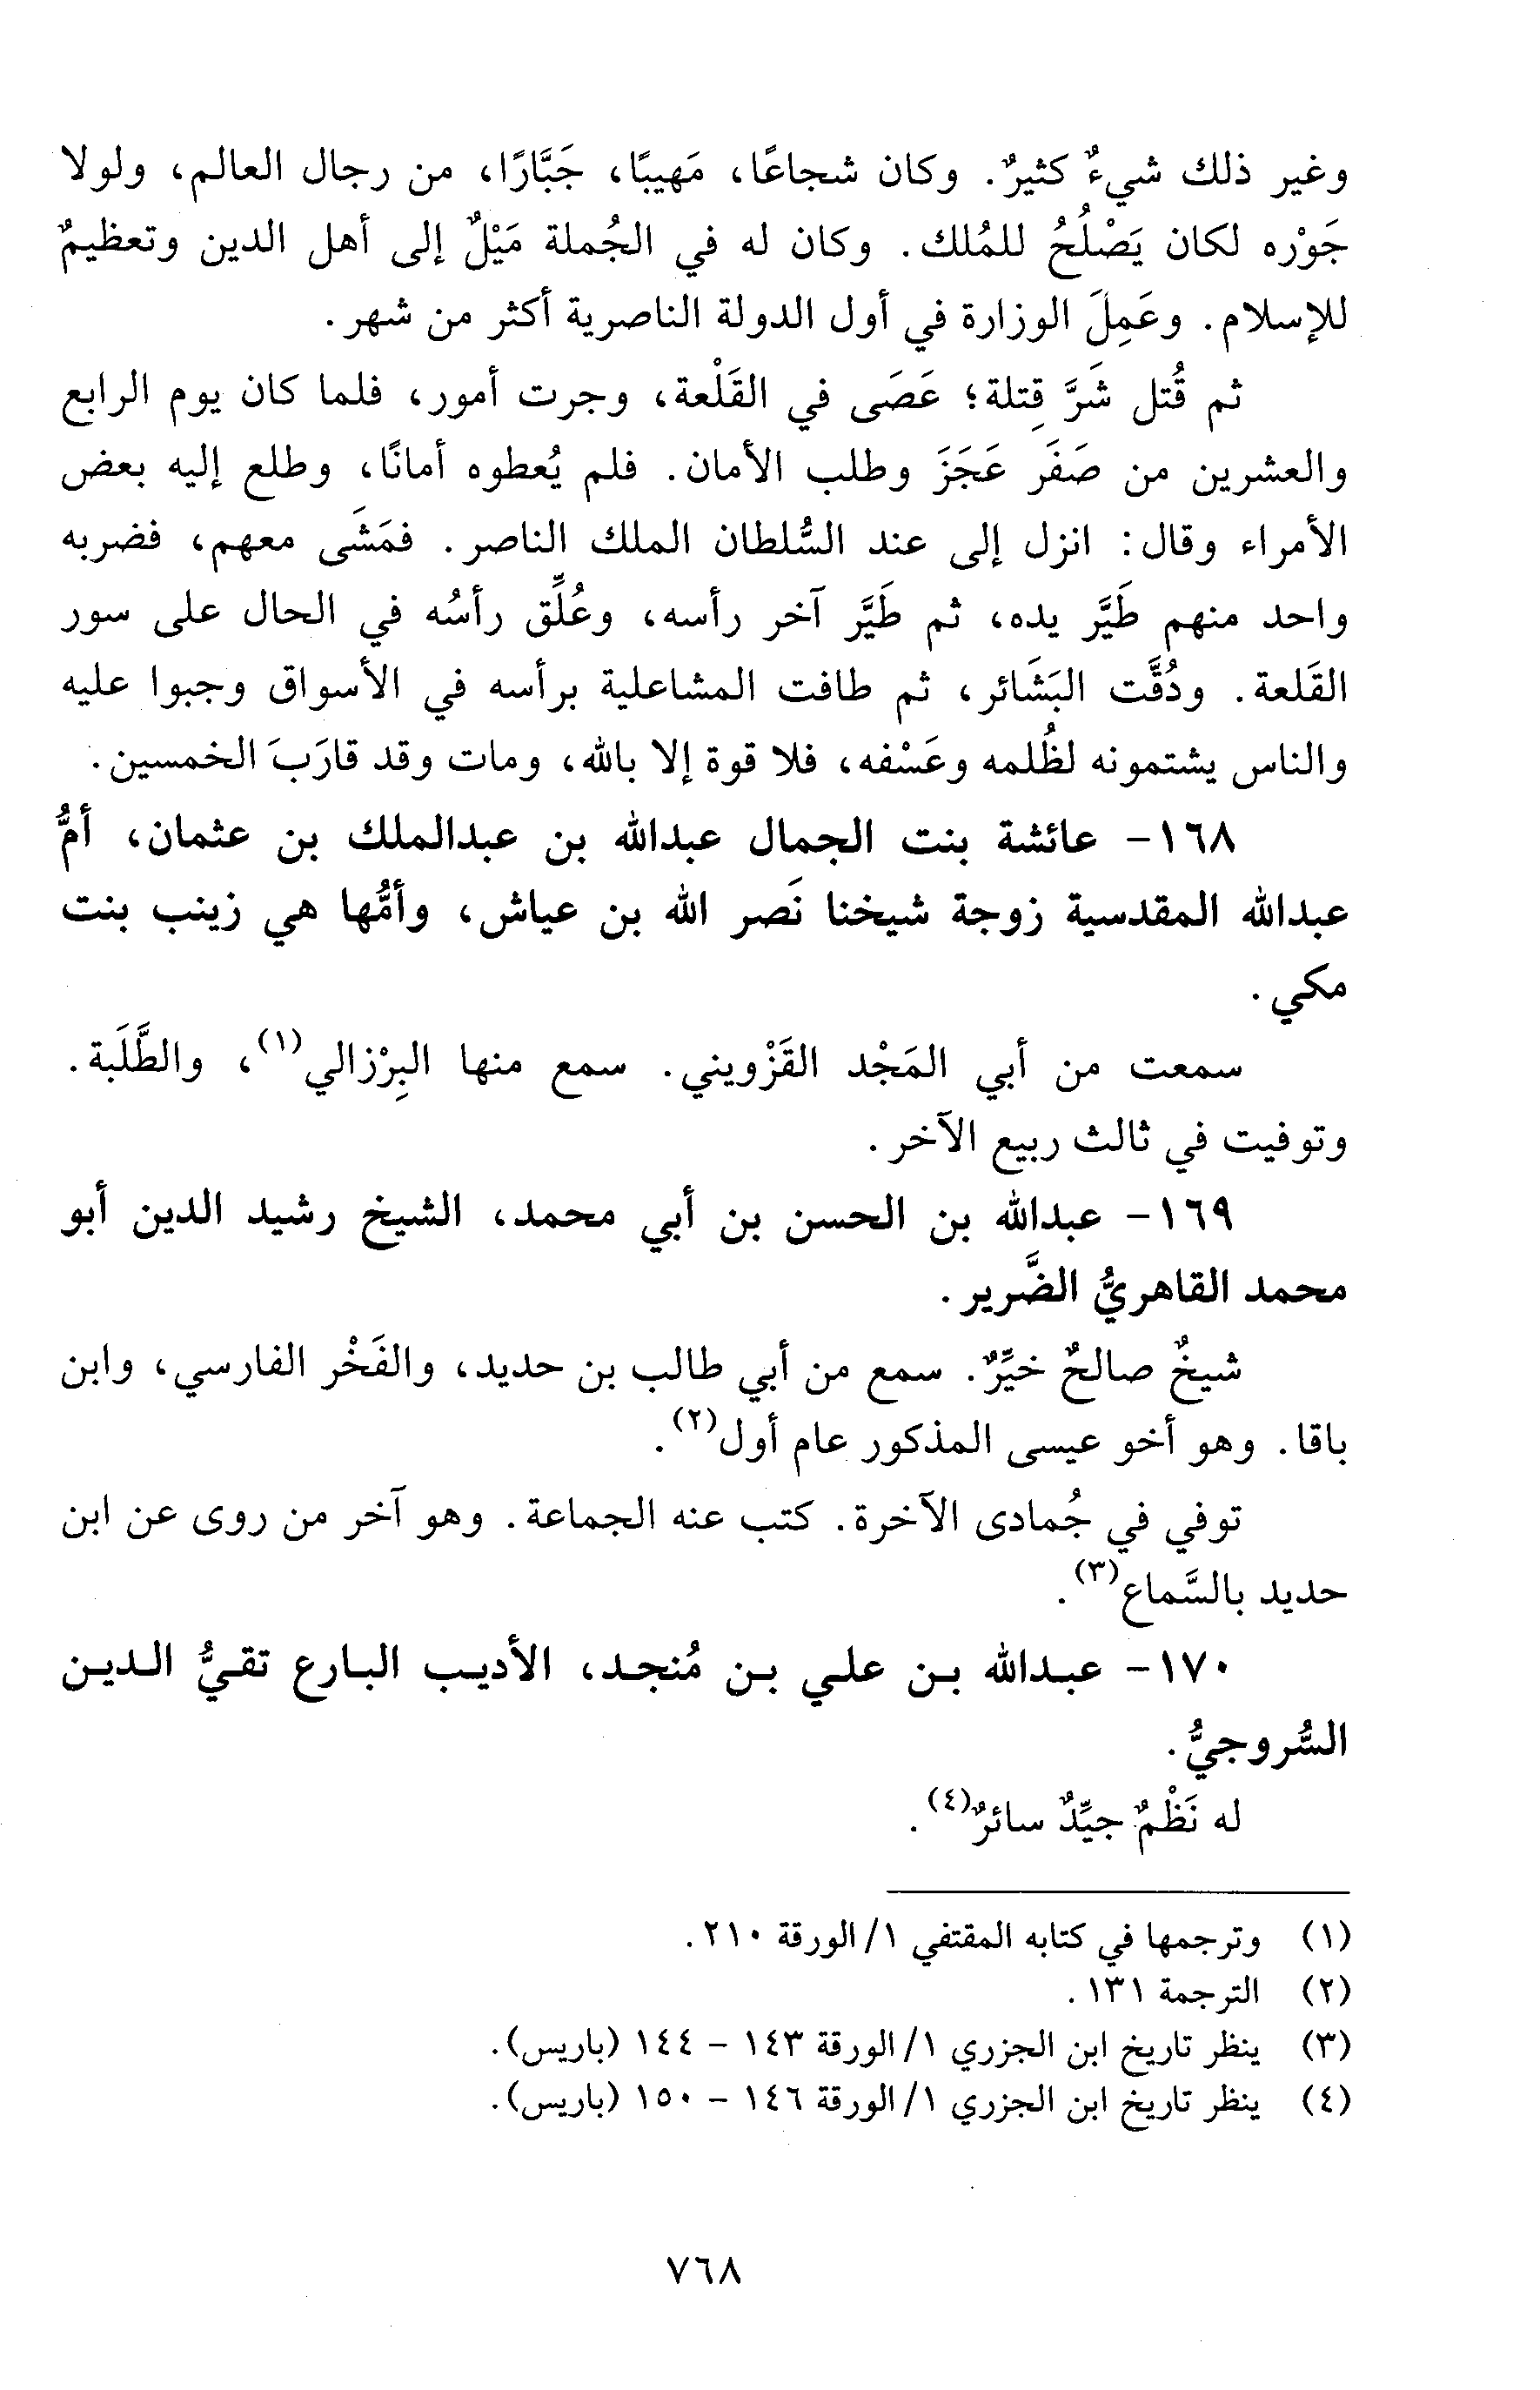 وغير ذلك شيءٌ كثيرٌ. وكان شجاعًا، مَهيبًا، جَبَّارًا، من رجال العالم، ولولا
جَوْره لكان يَصْلُحُ للمُلك. وكان له في الجُملة مَيْلٌ إلى أهل الدين وتعظيمٌ
للإسلام. وعَمِلَ الوزارة في أول الدولة الناصرية أكثر من شهر.
ثم قُتل شَرَّ قِتلة؛ عَصَى في القَلْعة، وجرت أمور، فلما كان يوم الرابع
والعشرين من صَفَر عَجَزَ وطلب الأمان. فلم يُعطوه أمانًا، وطلع إليه بعض
الأمراء وقال: انزل إلى عند السُّلطان الملك الناصر. فمَشَى معهم، فضربه
واحد منهم طَيَّر يده، ثم طَيَّر آخر رأسه، وعُلِّق رأسُه في الحال على سور
القَلعة. ودُقَّت البَشَائر، ثم طافت المشاعلية برأسه في الأسواق وجبوا عليه
والناس يشتمونه لظُلمه وعَسْفه، فلا قوة إلا بالله، ومات وقد قارَبَ الخمسين.
١٦٨- عائشة بنت الجمال عبدالله بن عبدالملك بن عثمان، أمُّ
عبدالله المقدسية زوجة شيخنا نَصر الله بن عياش، وأمُّها هي زينب بنت
مكي.
سمعت من أبي المَجْد القَزْويني. سمع منها البِرْزالي(١)، والطَّلَبة.
وتوفيت في ثالث ربيع الآخر.
١٦٩- عبدالله بن الحسن بن أبي محمد، الشيخ رشيد الدين أبو
محمد القاهريُّ الضَّرير.
شيخٌ صالحٌ خيِّرٌ. سمع من أبي طالب بن حديد، والفَخْر الفارسي، وابن
باقا. وهو أخو عيسى المذكور عام أول(٢).
توفي في جُمادى الآخرة. كتب عنه الجماعة. وهو آخر من روى عن ابن
حديد بالسَّماع(٣).
١٧٠- عبدالله بن علي بن مُنجد، الأديب البارع تقيُّ الدين
السُّروجيُّ.
له نَظْمٌ جيِّدٌ سائرٌ(٤).
(١) وترجمها في كتابه المقتفي ١/ الورقة ٢١٠.
(٢) الترجمة ١٣١.
(٣) ينظر تاريخ ابن الجزري ١/ الورقة ١٤٣ - ١٤٤ (باريس).
(٤) ينظر تاريخ ابن الجزري ١/ الورقة ١٤٦ - ١٥٠ (باريس).
٧٦٨